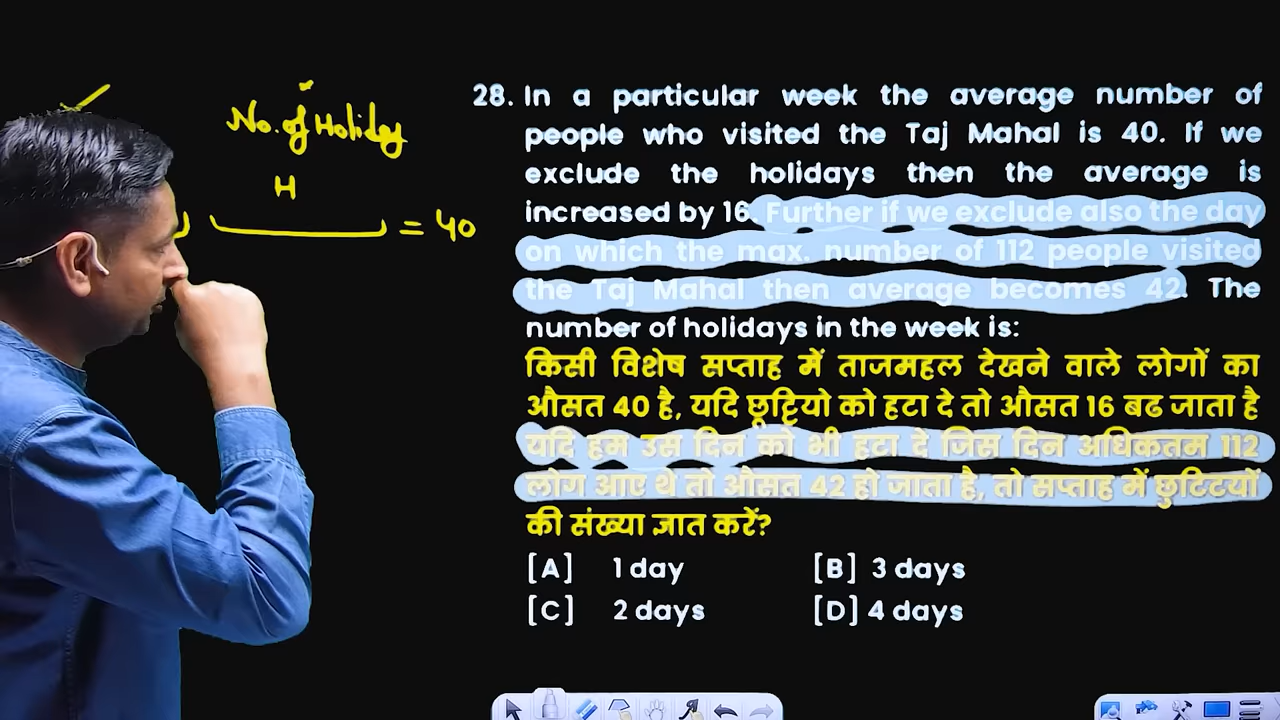 No. of Holiday
H
= 40
28. In a particular week the average number of
people who visited the Taj Mahal is 40. If we
exclude the holidays then the average is
increased by 16. Further if we exclude also the day
on which the max. number of 112 people visited
the Taj Mahal then average becomes 42. The
number of holidays in the week is:
किसी विशेष सप्ताह में ताजमहल देखने वाले लोगों का
औसत 40 है, यदि छूट्टियो को हटा दे तो औसत 16 बढ जाता है
यदि हम उस दिन को भी हटा दे जिस दिन अधिकतम 112
लोग आए थे तो औसत 42 हो जाता है, तो सप्ताह में छुटिटयों
की संख्या ज्ञात करें?
[A] 1 day [B] 3 days
[C] 2 days [D] 4 days